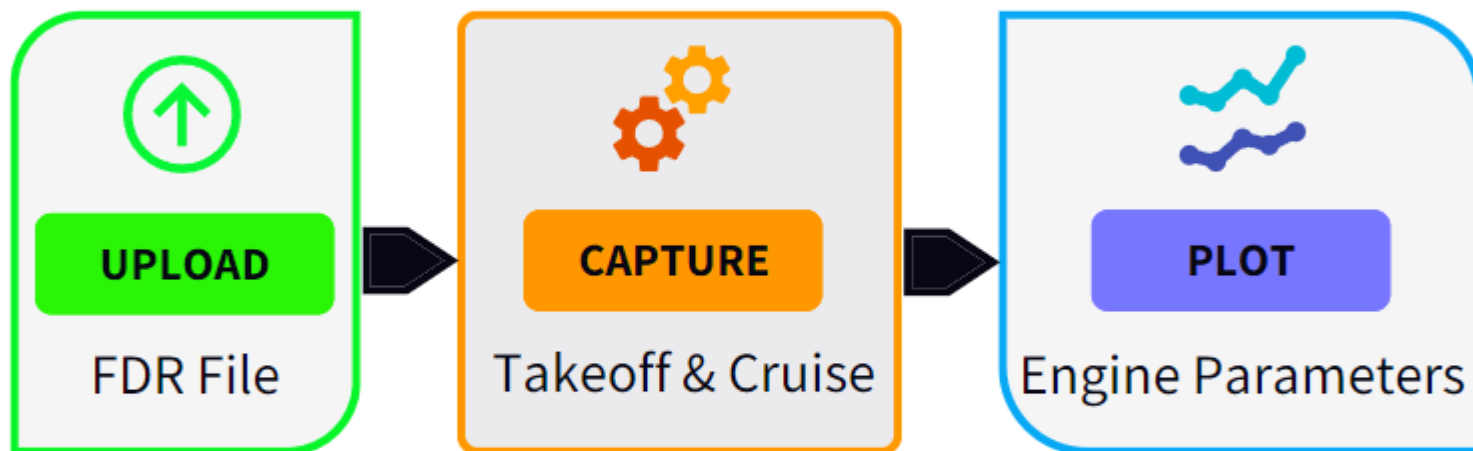 UPLOAD
FDR File
CAPTURE
Takeoff & Cruise
PLOT
Engine Parameters